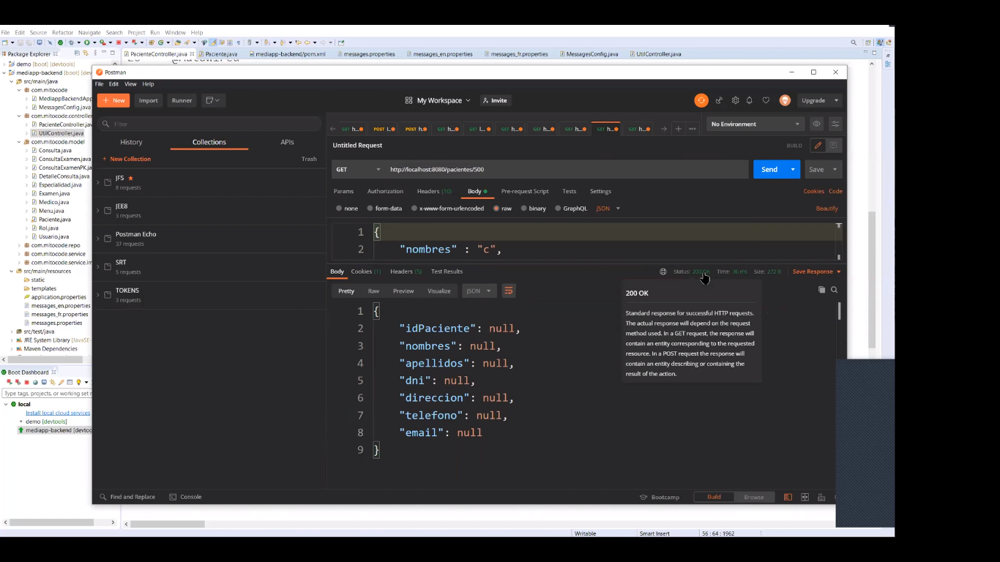 File Edit Source Refactor Navigate Search Project Run Window Help
Package Explorer
PacienteController.java
Paciente.java
mediapp-backend/pom.xml
messages.properties
messages_en.properties
messages_fr.properties
MessagesConfig.java
UtilController.java
demo [boot] [devtools]
mediapp-backend [boot] [devtools]
src/main/java
com.mitocode
MediappBackendApp
MessagesConfig.java
com.mitocode.controller
PacienteController.java
UtilController.java
com.mitocode.model
Consulta.java
ConsultaExamen.java
ConsultaExamenPK.java
DetalleConsulta.java
Especialidad.java
Examen.java
Medico.java
Menu.java
Paciente.java
Rol.java
Usuario.java
com.mitocode.repo
com.mitocode.service
com.mitocode.service.im
src/main/resources
static
templates
application.properties
messages_en.properties
messages_fr.properties
messages.properties
src/test/java
JRE System Library [JavaSE-
Maven Dependencies
Boot Dashboard
Type tags, projects, or working set
local
Install local cloud services
demo [devtools]
mediapp-backend [devtoo
Postman
File Edit View Help
New
Import
Runner
My Workspace
Invite
Upgrade
Filter
History
Collections
APIs
New Collection
Trash
JFS
8 requests
JEE8
3 requests
Postman Echo
37 requests
SRT
5 requests
TOKENS
GET h...
POST l...
POST h...
GET h...
GET l...
GET h...
GET h...
GET h...
GET h...
GET h...
No Environment
Untitled Request
BUILD
GET
http://localhost:8080/pacientes/500
Send
Save
Params
Authorization
Headers (10)
Body
Pre-request Script
Tests
Settings
Cookies
Code
none
form-data
x-www-form-urlencoded
raw
binary
GraphQL
JSON
Beautify
1 {
2 "nombres" : "c",
Body
Cookies (1)
Headers (5)
Test Results
Status: 200 OK
Time: 36 ms
Save Response
Pretty
Raw
Preview
Visualize
JSON
1 {
2 "idPaciente": null,
3 "nombres": null,
4 "apellidos": null,
5 "dni": null,
6 "direccion": null,
7 "telefono": null,
8 "email": null
9 }
200 OK
Standard response for successful HTTP requests.
The actual response will depend on the request
method used. In a GET request, the response will
contain an entity corresponding to the requested
resource. In a POST request the response will
contain an entity describing or containing the
result of the action.
Find and Replace
Console
Bootcamp
Build
Browse
Writable
Smart Insert
56 : 64 : 1962